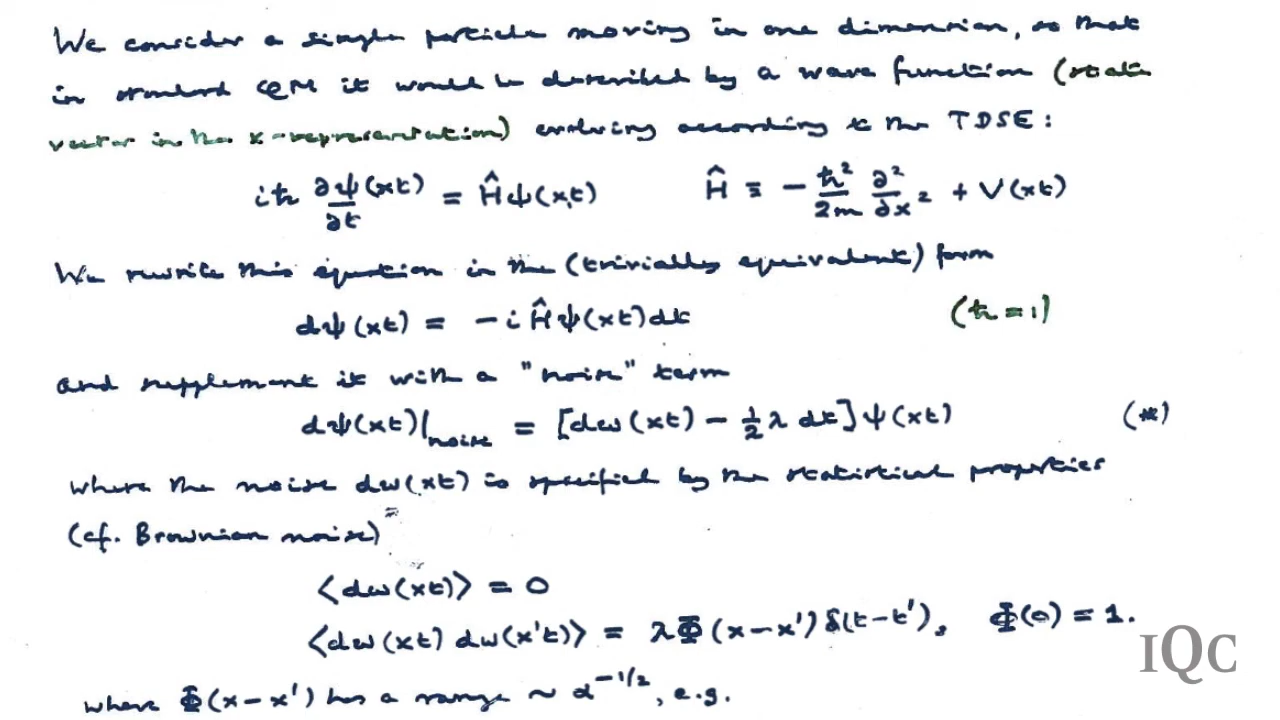 We consider a single particle moving in one dimension, so that
in standard QM it would be described by a wave function (state
vector in the x-representation) evolving according to the TDSE:
iħ ∂ψ(xt)/∂t = Ĥψ(x,t)     Ĥ ≡ -ħ²/2m ∂²/∂x² + V(xt)
We rewrite this equation in the (trivially equivalent) form
dψ(xt) = -iĤψ(xt)dt     (ħ=1)
and supplement it with a "noise" term
dψ(xt)|noise = [dw(xt) - ½λ dt]ψ(xt)     (*)
where the noise dw(xt) is specified by the statistical properties
(cf. Brownian noise)
<dw(xt)> = 0
<dw(xt) dw(x't)> = λΦ(x-x')δ(t-t'), Φ(0) = 1.
where Φ(x-x') has a range ~ α^-1/2, e.g.
IQC